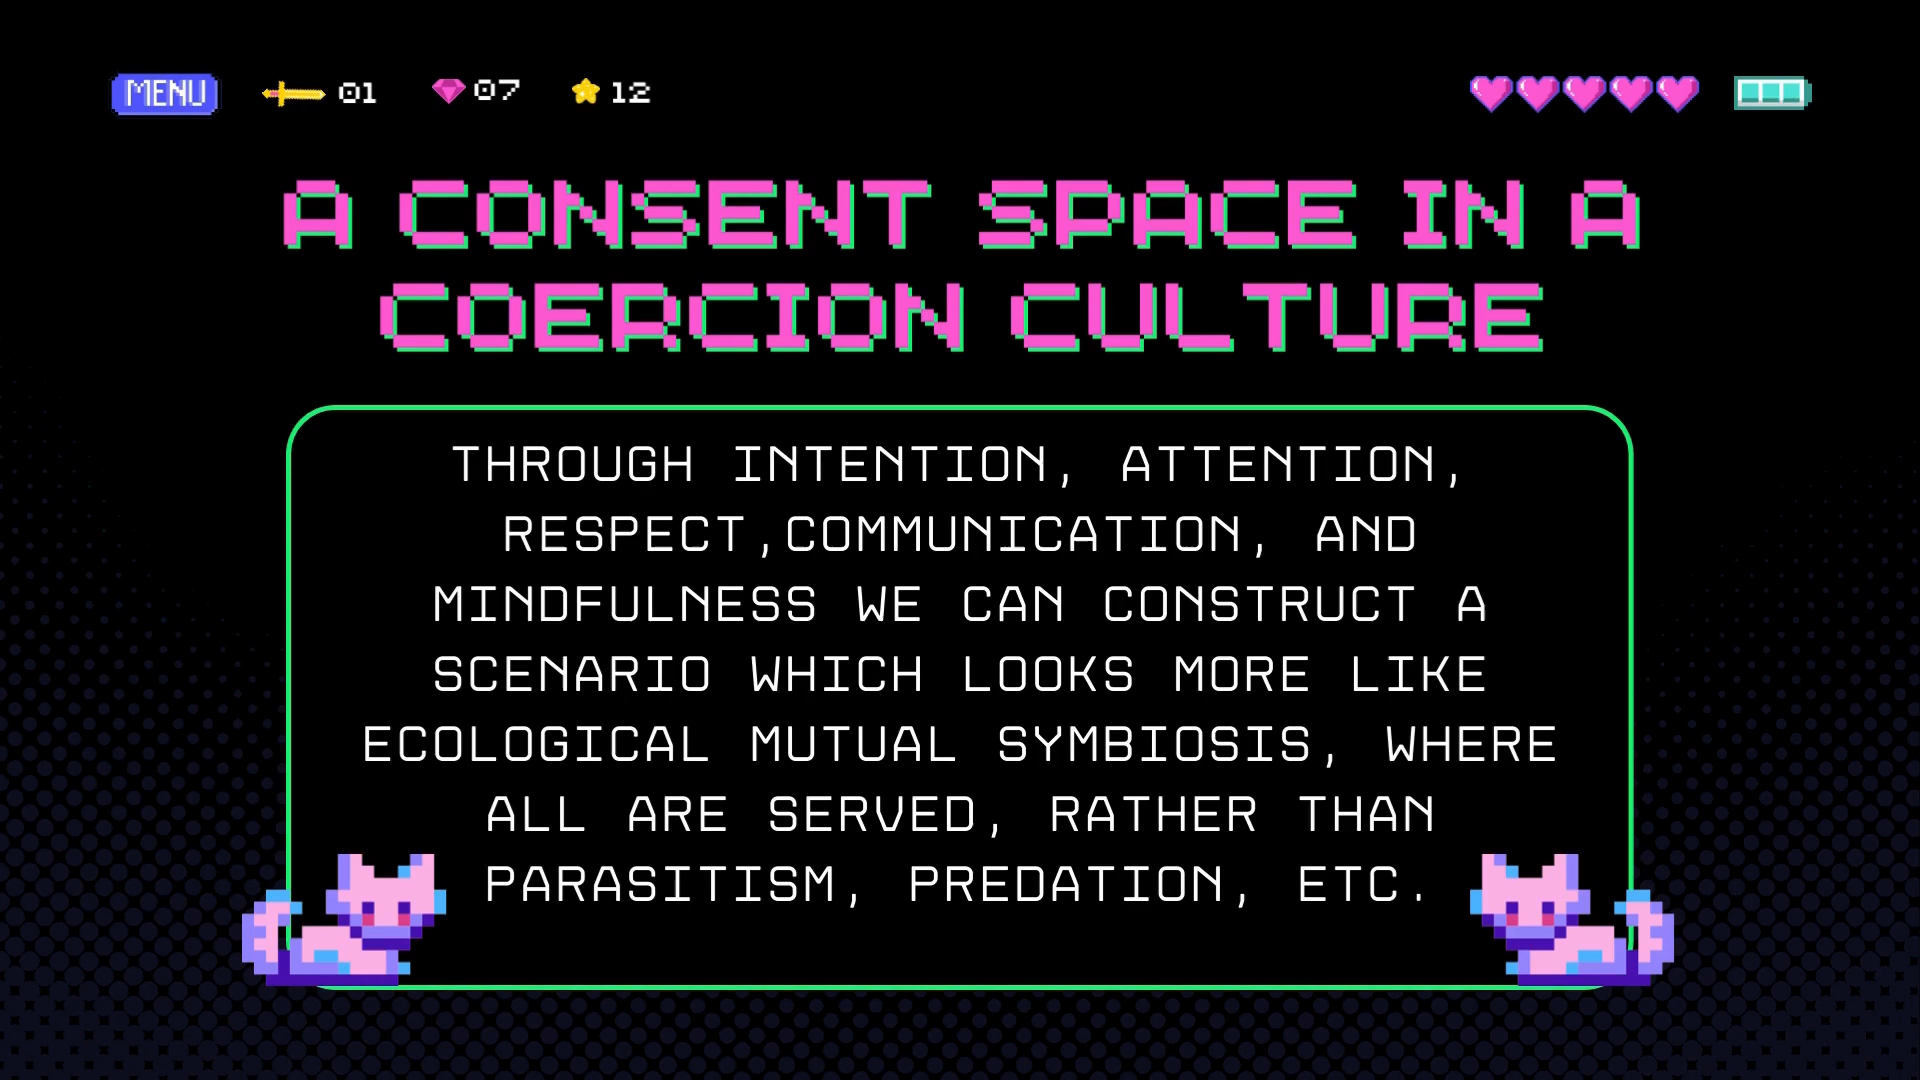 MENU 01 07 12
A CONSENT SPACE IN A
COERCION CULTURE
THROUGH INTENTION, ATTENTION,
RESPECT,COMMUNICATION, AND
MINDFULNESS WE CAN CONSTRUCT A
SCENARIO WHICH LOOKS MORE LIKE
ECOLOGICAL MUTUAL SYMBIOSIS, WHERE
ALL ARE SERVED, RATHER THAN
PARASITISM, PREDATION, ETC.